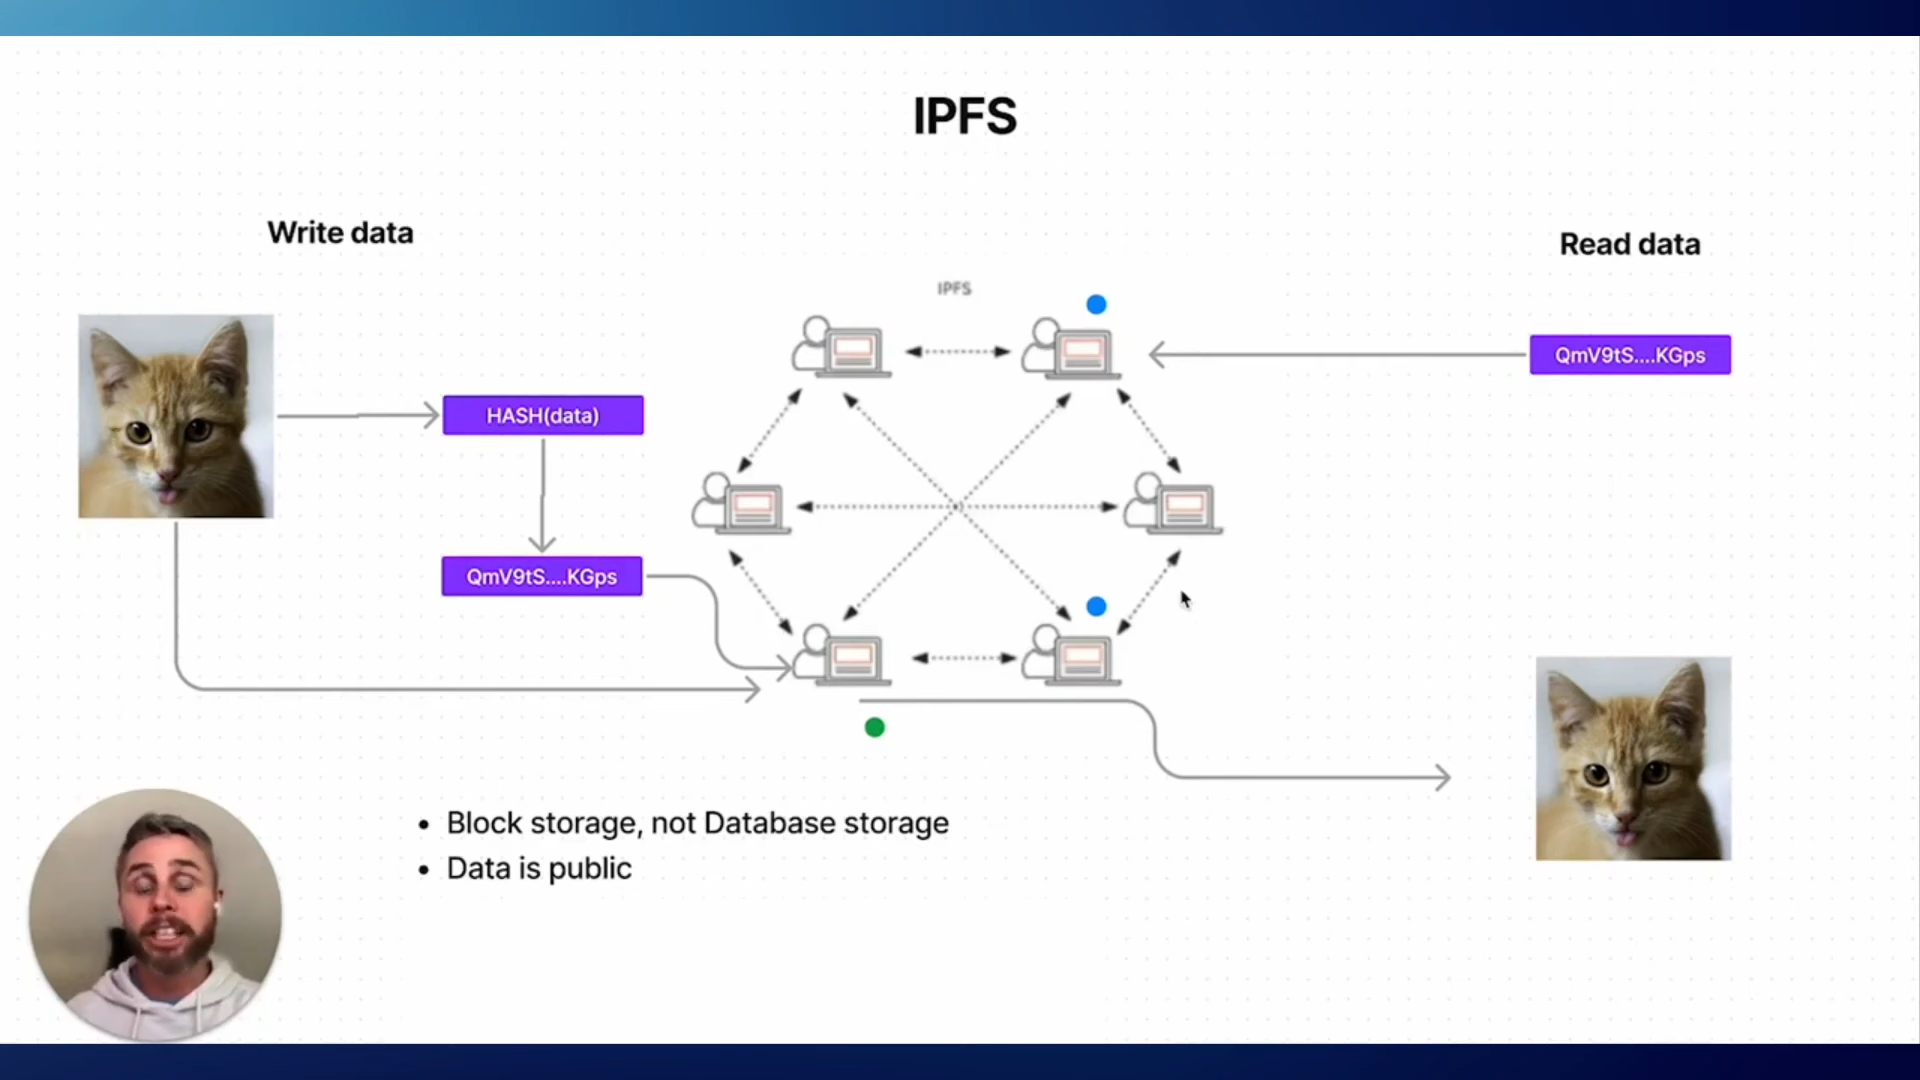 IPFS
Write data
Read data
IPFS
QmV9tS....KGps
HASH(data)
QmV9tS....KGps
• Block storage, not Database storage
• Data is public